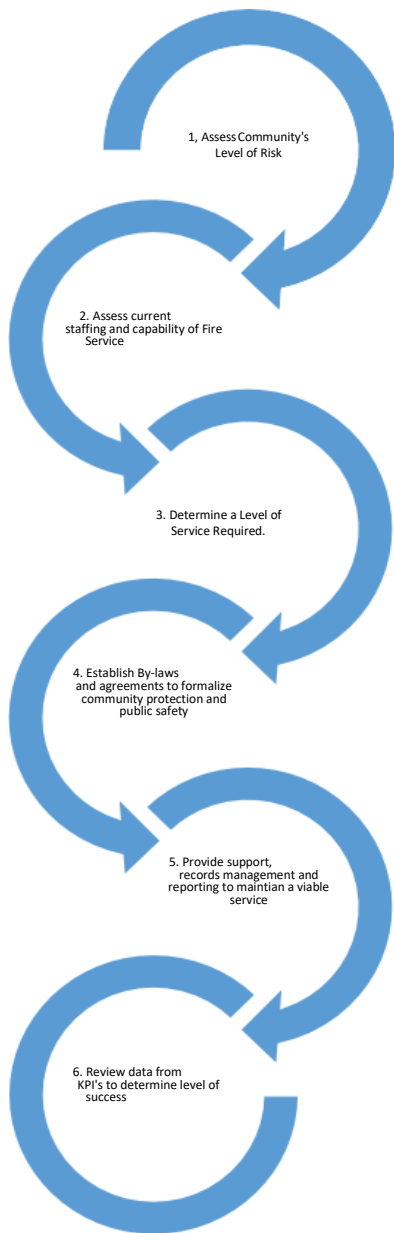 1, Assess Community's
Level of Risk
2. Assess current
staffing and capability of Fire
Service
3. Determine a Level of
Service Required.
4. Establish By-laws
and agreements to formalize
community protection and
public safety
5. Provide support,
records management and
reporting to maintian a viable
service
6. Review data from
KPI's to determine level of
success